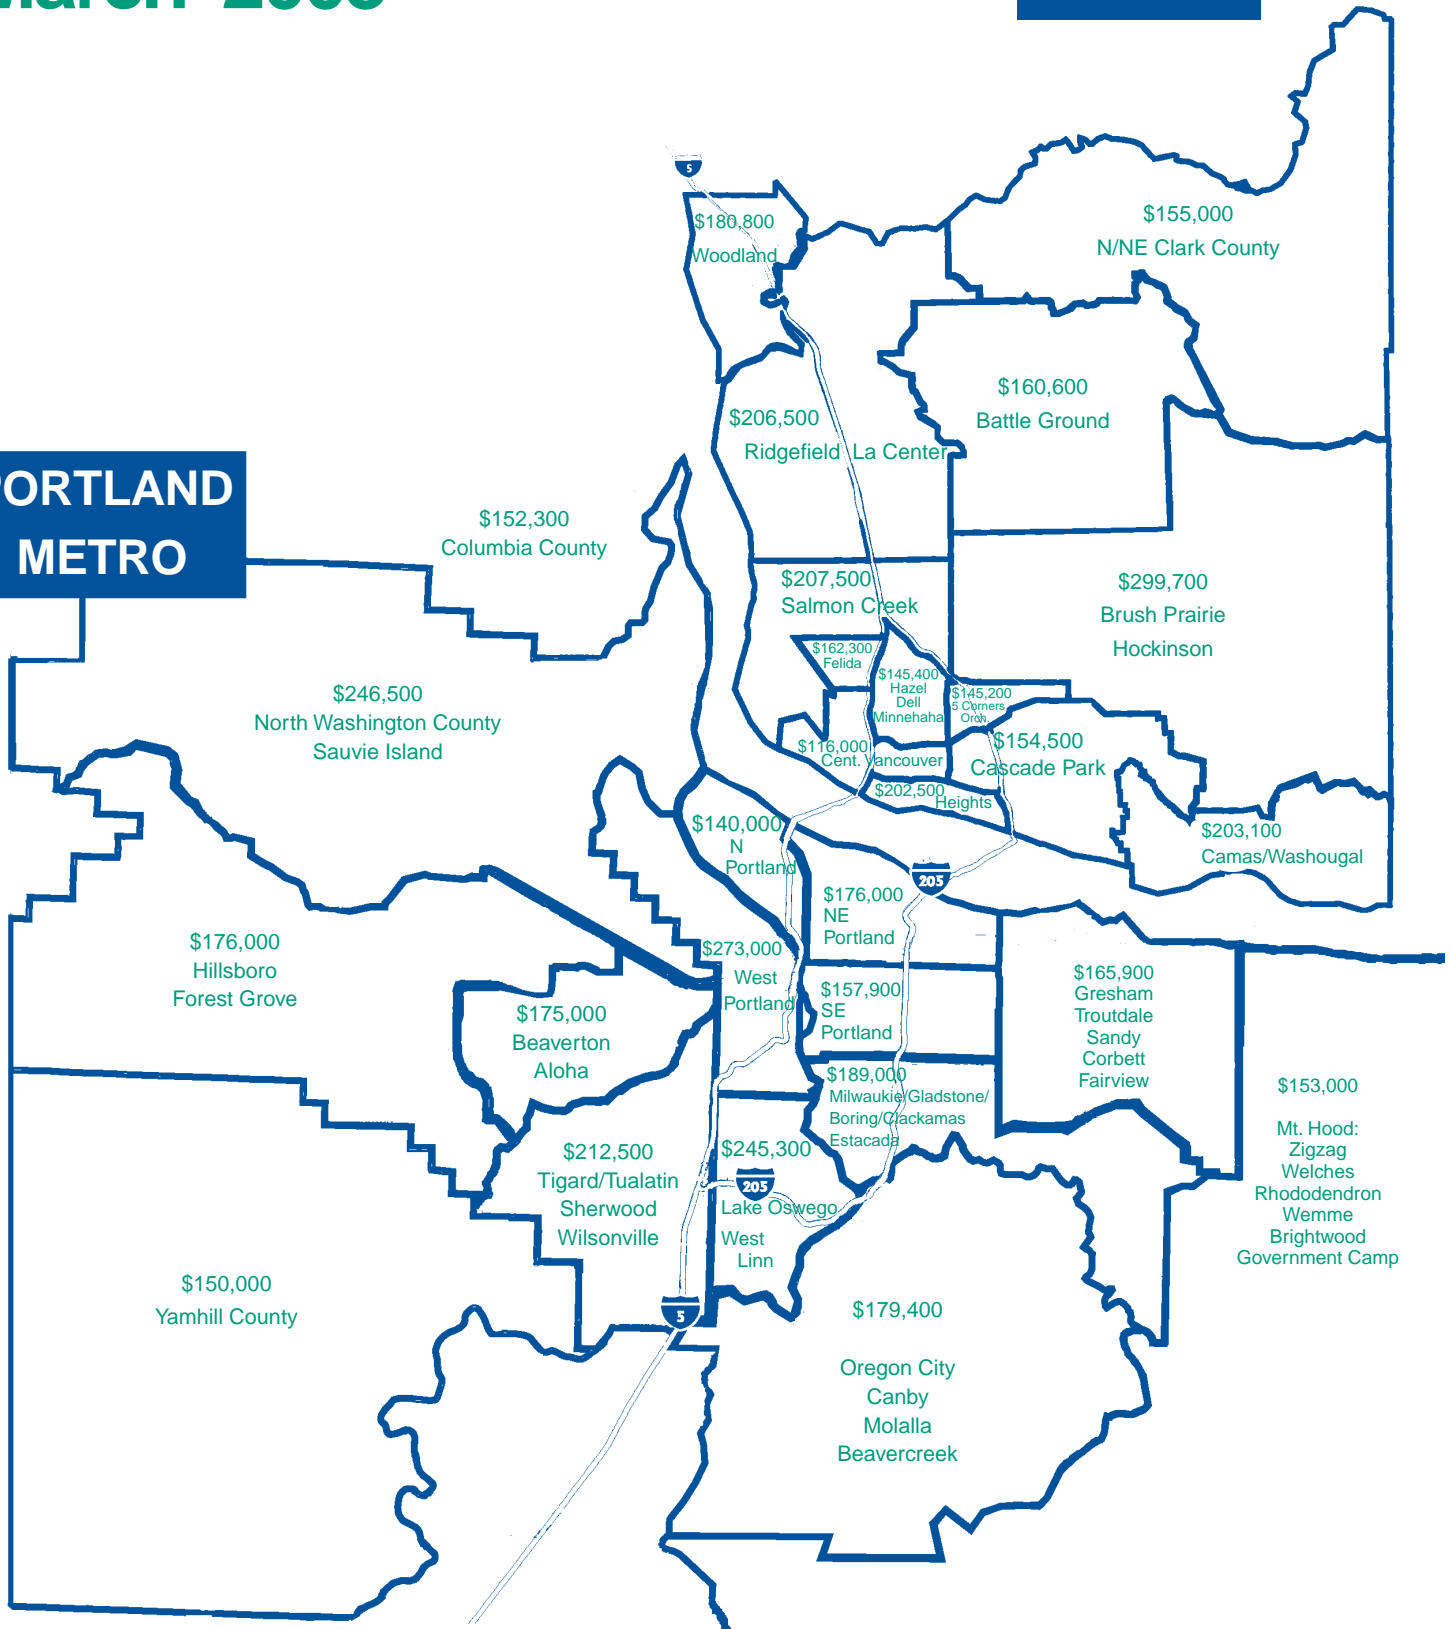 PORTLAND
METRO
5
$180,800
Woodland
$155,000
N/NE Clark County
$160,600
Battle Ground
$206,500
Ridgefield La Center
$152,300
Columbia County
$207,500
Salmon Creek
$299,700
Brush Prairie
Hockinson
$162,300
Felida
$145,400
Hazel
Dell
Minnehaha
$145,200
5 Corners
Orch.
$246,500
North Washington County
Sauvie Island
$116,000
Cent. Vancouver
$154,500
Cascade Park
$202,500
Heights
$203,100
Camas/Washougal
$140,000
N
Portland
205
$176,000
NE
Portland
$176,000
Hillsboro
Forest Grove
$273,000
West
Portland
$157,900
SE
Portland
$165,900
Gresham
Troutdale
Sandy
Corbett
Fairview
$175,000
Beaverton
Aloha
$189,000
Milwaukie/Gladstone/
Boring/Clackamas
Estacada
$153,000
Mt. Hood:
Zigzag
Welches
Rhododendron
Wemme
Brightwood
Government Camp
$212,500
Tigard/Tualatin
Sherwood
Wilsonville
$245,300
205
Lake Oswego
West
Linn
$150,000
Yamhill County
5
$179,400
Oregon City
Canby
Molalla
Beavercreek